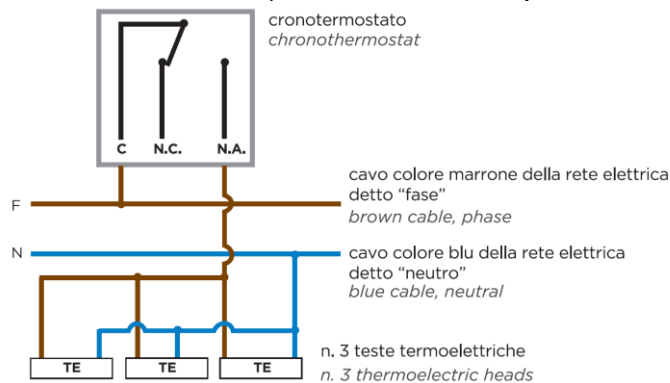 cronotermostato
chronothermostat
C N.C. N.A.
cavo colore marrone della rete elettrica
detto "fase"
brown cable, phase
F
N
cavo colore blu della rete elettrica
detto "neutro"
blue cable, neutral
TE TE TE
n. 3 teste termoelettriche
n. 3 thermoelectric heads